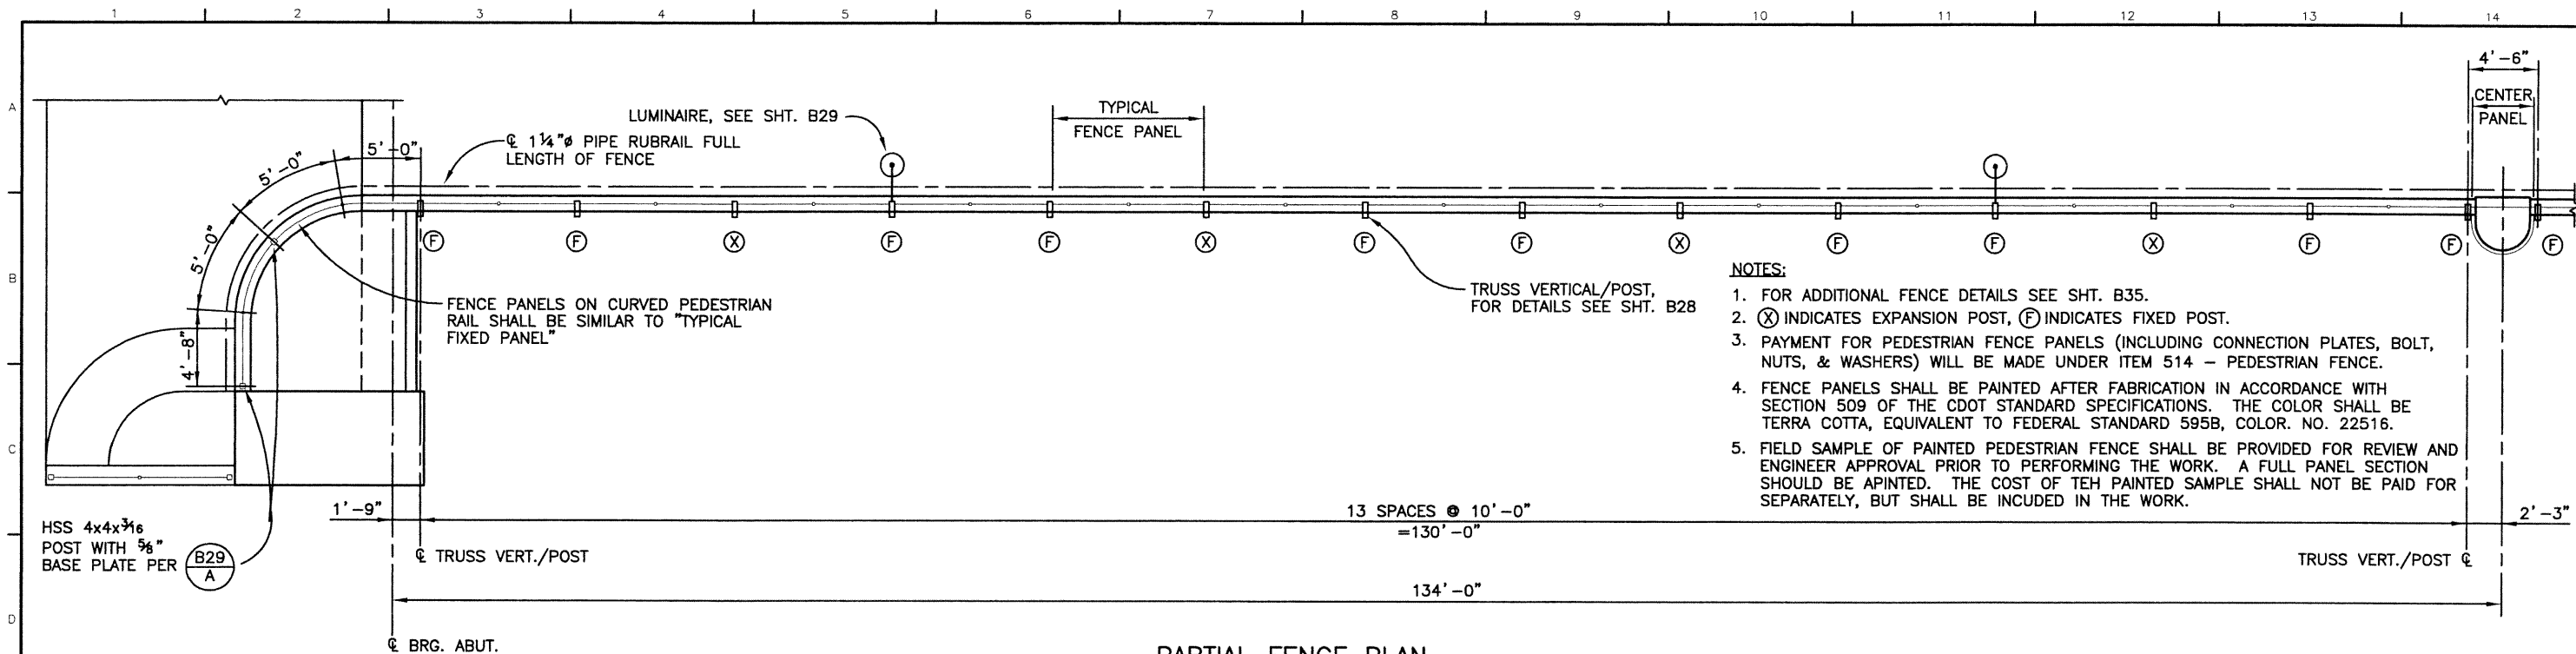 1 2 3 4 5 6 7 8 9 10 11 12 13 14
A
B
C
D
4'-6"
CENTER
PANEL
LUMINAIRE, SEE SHT. B29
TYPICAL
FENCE PANEL
℄ 1¼"ø PIPE RUBRAIL FULL
LENGTH OF FENCE
5'-0"
5'-0"
5'-0"
4'-8"
F F X F F X F F X F F X F F F
FENCE PANELS ON CURVED PEDESTRIAN
RAIL SHALL BE SIMILAR TO "TYPICAL
FIXED PANEL"
TRUSS VERTICAL/POST,
FOR DETAILS SEE SHT. B28
NOTES:
1. FOR ADDITIONAL FENCE DETAILS SEE SHT. B35.
2. Ⓧ INDICATES EXPANSION POST, Ⓕ INDICATES FIXED POST.
3. PAYMENT FOR PEDESTRIAN FENCE PANELS (INCLUDING CONNECTION PLATES, BOLT,
NUTS, & WASHERS) WILL BE MADE UNDER ITEM 514 – PEDESTRIAN FENCE.
4. FENCE PANELS SHALL BE PAINTED AFTER FABRICATION IN ACCORDANCE WITH
SECTION 509 OF THE CDOT STANDARD SPECIFICATIONS. THE COLOR SHALL BE
TERRA COTTA, EQUIVALENT TO FEDERAL STANDARD 595B, COLOR. NO. 22516.
5. FIELD SAMPLE OF PAINTED PEDESTRIAN FENCE SHALL BE PROVIDED FOR REVIEW AND
ENGINEER APPROVAL PRIOR TO PERFORMING THE WORK. A FULL PANEL SECTION
SHOULD BE APINTED. THE COST OF TEH PAINTED SAMPLE SHALL NOT BE PAID FOR
SEPARATELY, BUT SHALL BE INCUDED IN THE WORK.
HSS 4x4x3⁄16
POST WITH ⅝"
BASE PLATE PER
B29
A
1'-9"
13 SPACES @ 10'-0"
=130'-0"
2'-3"
℄ TRUSS VERT./POST
TRUSS VERT./POST ℄
134'-0"
℄ BRG. ABUT.
PARTIAL FENCE PLAN